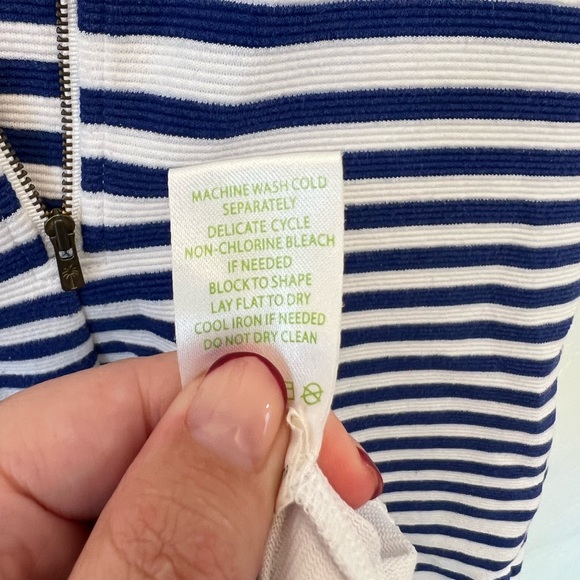 MACHINE WASH COLD
SEPARATELY
DELICATE CYCLE
NON-CHLORINE BLEACH
IF NEEDED
BLOCK TO SHAPE
LAY FLAT TO DRY
COOL IRON IF NEEDED
DO NOT DRY CLEAN